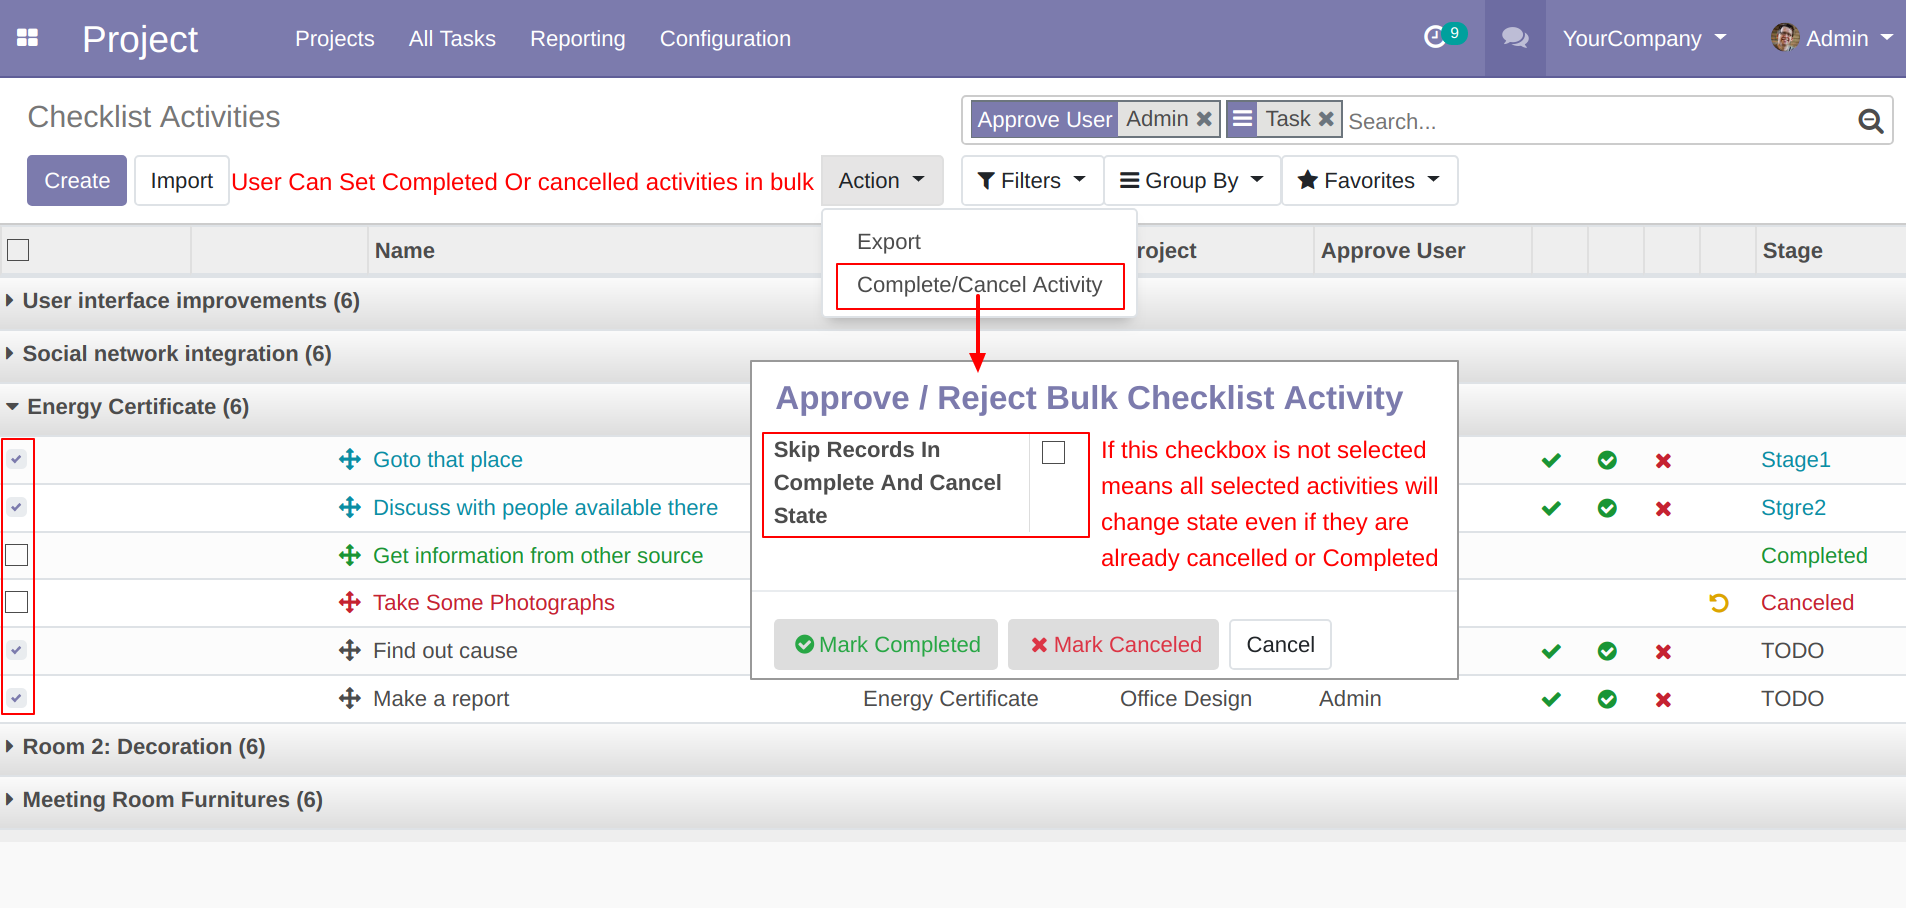 Project Projects All Tasks Reporting Configuration 9 YourCompany Admin
Checklist Activities
Approve User Admin Task Search...
Create Import User Can Set Completed Or cancelled activities in bulk Action Filters Group By Favorites
Export
Name roject Approve User Stage
Complete/Cancel Activity
User interface improvements (6)
Social network integration (6)
Energy Certificate (6)
Approve / Reject Bulk Checklist Activity
Skip Records In
Complete And Cancel
State
If this checkbox is not selected
means all selected activities will
change state even if they are
already cancelled or Completed
Mark Completed Mark Canceled Cancel
Goto that place Stage1
Discuss with people available there Stgre2
Get information from other source Completed
Take Some Photographs Canceled
Find out cause TODO
Make a report Energy Certificate Office Design Admin TODO
Room 2: Decoration (6)
Meeting Room Furnitures (6)